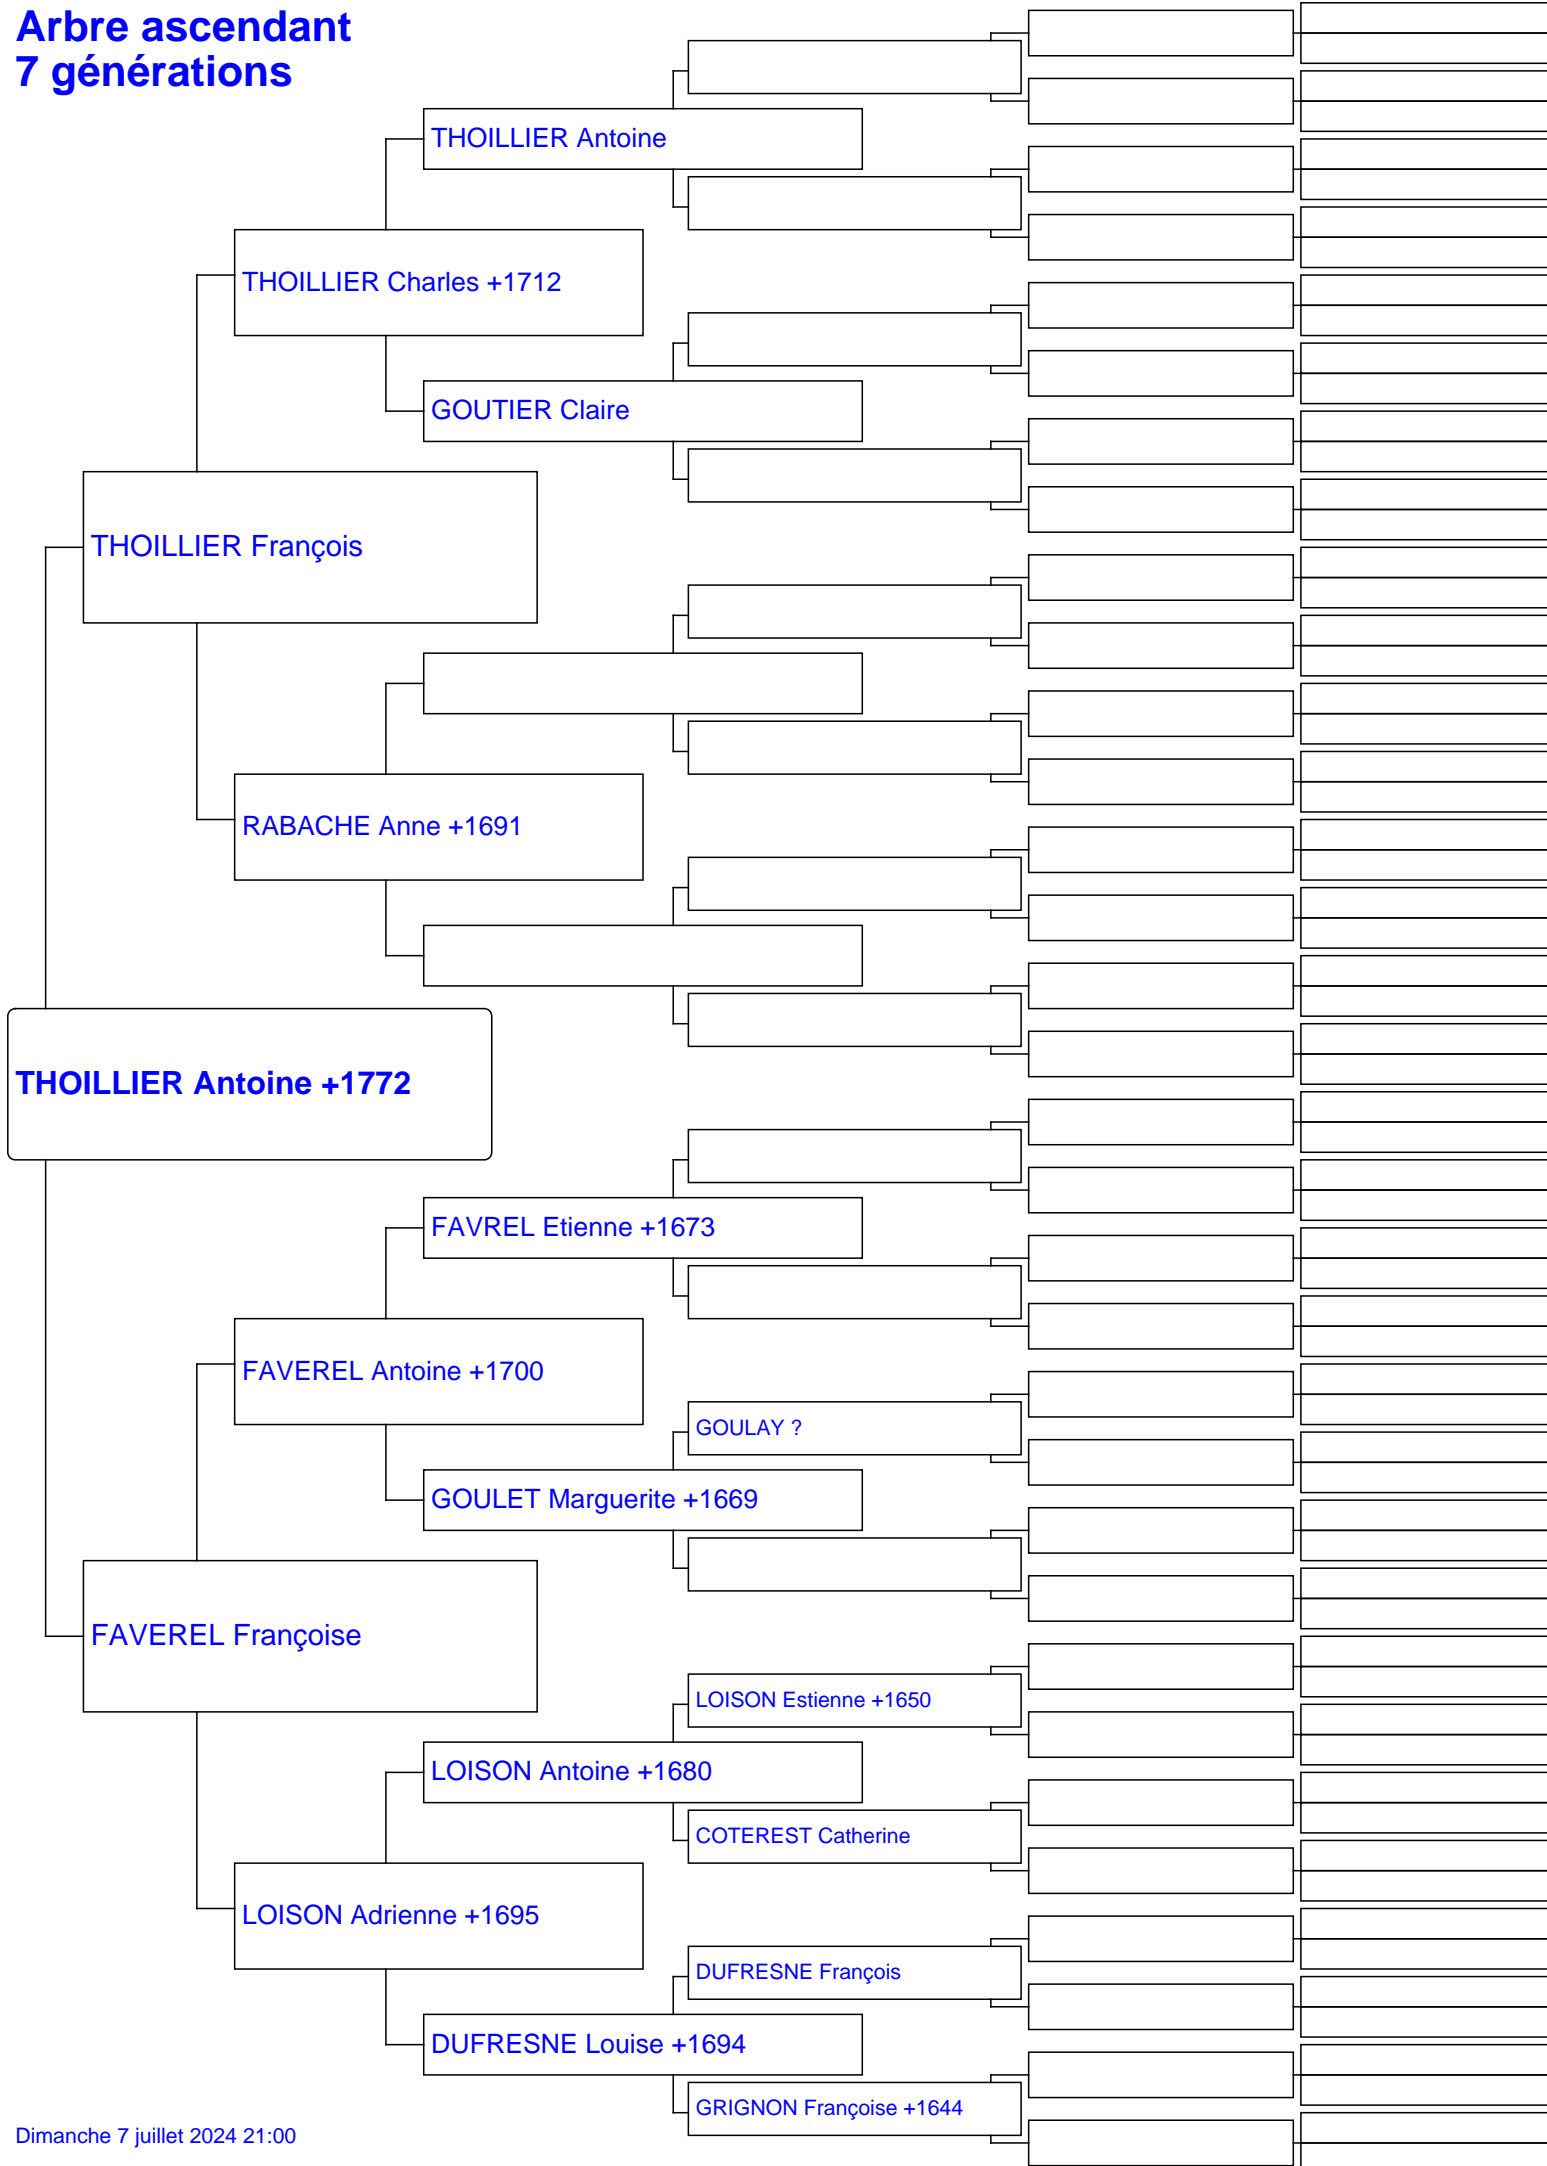 Arbre ascendant
7 générations
THOILLIER Antoine
THOILLIER Charles +1712
GOUTIER Claire
THOILLIER François
RABACHE Anne +1691
THOILLIER Antoine +1772
FAVREL Etienne +1673
FAVEREL Antoine +1700
GOULAY ?
GOULET Marguerite +1669
FAVEREL Françoise
LOISON Estienne +1650
LOISON Antoine +1680
COTEREST Catherine
LOISON Adrienne +1695
DUFRESNE François
DUFRESNE Louise +1694
GRIGNON Françoise +1644
Dimanche 7 juillet 2024 21:00